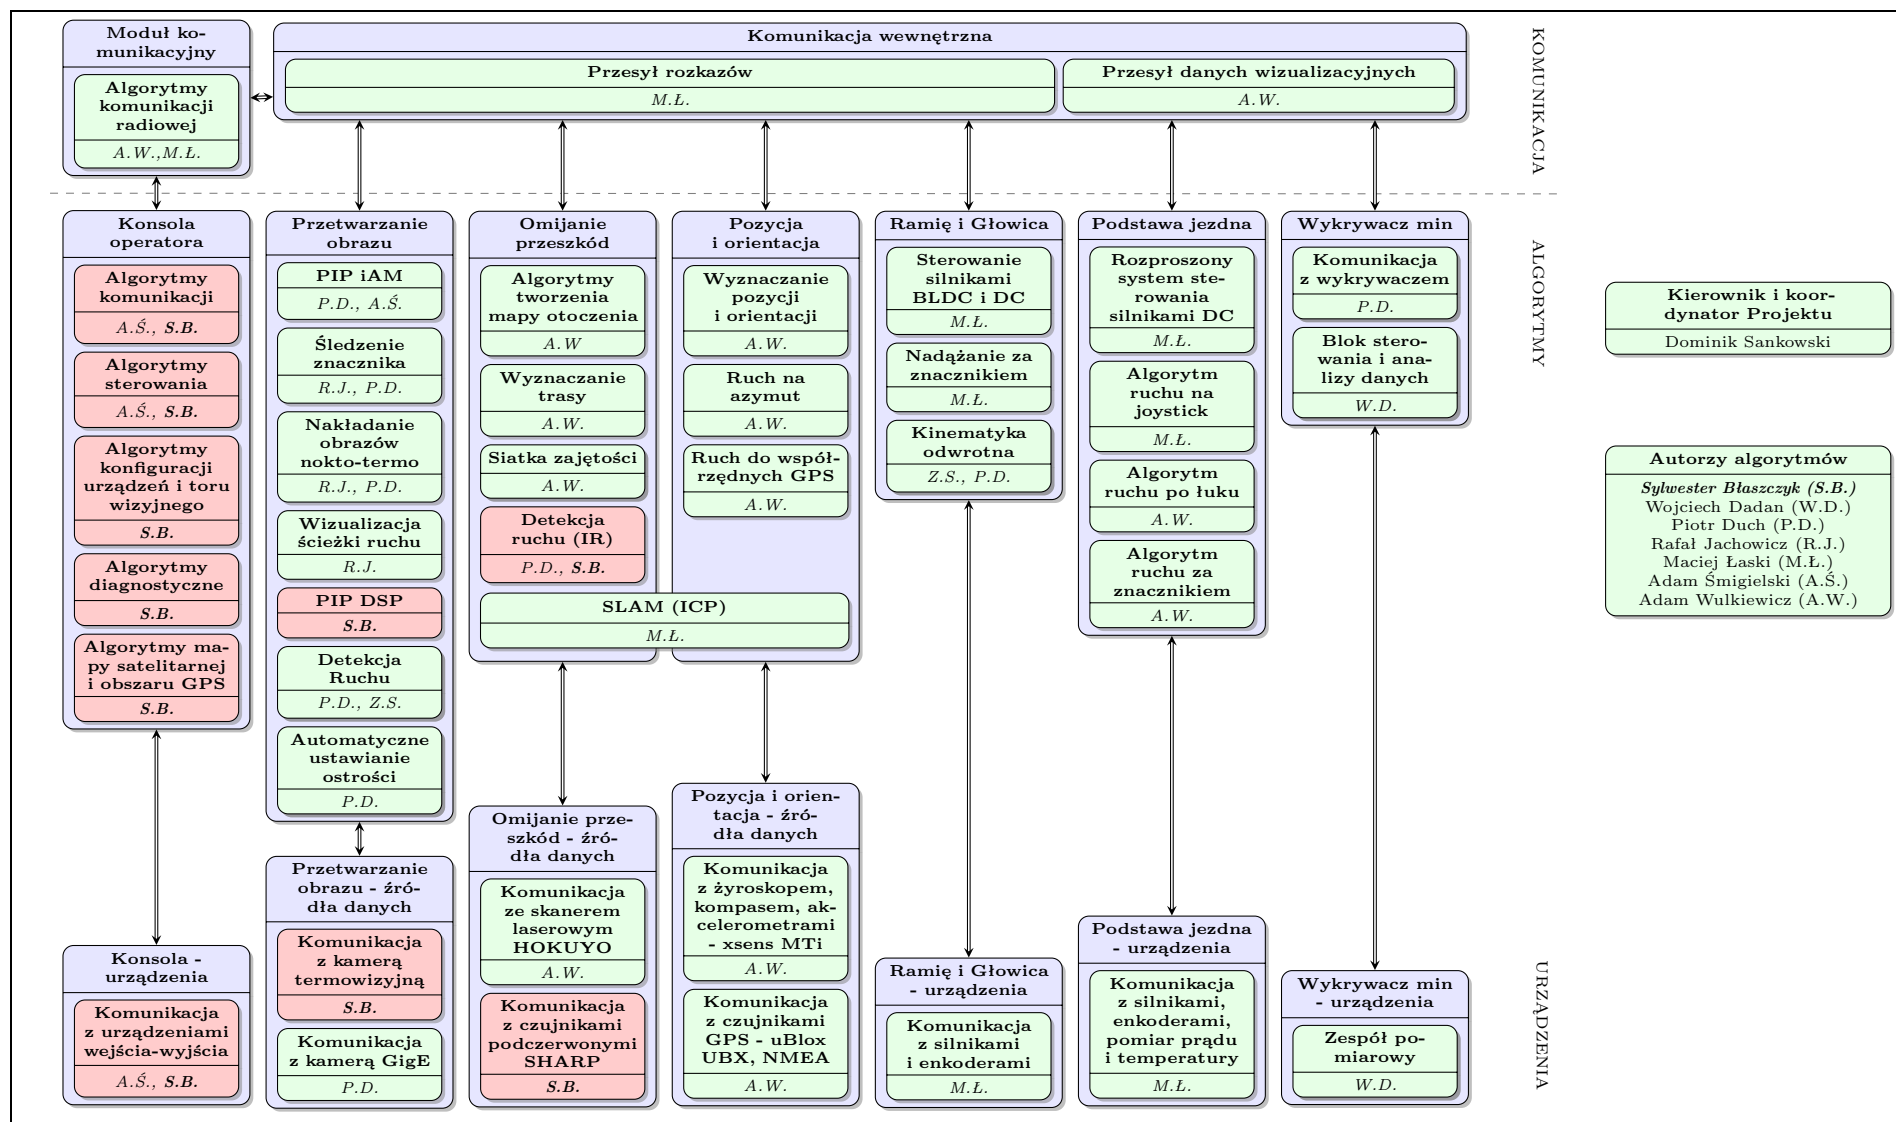 Moduł ko-
munikacyjny
Algorytmy
komunikacji
radiowej
A.W.,M.Ł.
Komunikacja wewnętrzna
Przesył rozkazów
M.Ł.
Przesył danych wizualizacyjnych
A.W.
KOMUNIKACJA
Konsola
operatora
Algorytmy
komunikacji
A.Ś., S.B.
Algorytmy
sterowania
A.Ś., S.B.
Algorytmy
konfiguracji
urządzeń i toru
wizyjnego
S.B.
Algorytmy
diagnostyczne
S.B.
Algorytmy ma-
py satelitarnej
i obszaru GPS
S.B.
Przetwarzanie
obrazu
PIP iAM
P.D., A.Ś.
Śledzenie
znacznika
R.J., P.D.
Nakładanie
obrazów
nokto-termo
R.J., P.D.
Wizualizacja
ścieżki ruchu
R.J.
PIP DSP
S.B.
Detekcja
Ruchu
P.D., Z.S.
Automatyczne
ustawianie
ostrości
P.D.
Omijanie
przeszkód
Algorytmy
tworzenia
mapy otoczenia
A.W
Wyznaczanie
trasy
A.W.
Siatka zajętości
A.W.
Detekcja
ruchu (IR)
P.D., S.B.
SLAM (ICP)
M.Ł.
Pozycja
i orientacja
Wyznaczanie
pozycji
i orientacji
A.W.
Ruch na
azymut
A.W.
Ruch do współ-
rzędnych GPS
A.W.
Ramię i Głowica
Sterowanie
silnikami
BLDC i DC
M.Ł.
Nadążanie za
znacznikiem
M.Ł.
Kinematyka
odwrotna
Z.S., P.D.
Podstawa jezdna
Rozproszony
system ste-
rowania
silnikami DC
M.Ł.
Algorytm
ruchu na
joystick
M.Ł.
Algorytm
ruchu po łuku
A.W.
Algorytm
ruchu za
znacznikiem
A.W.
Wykrywacz min
Komunikacja
z wykrywaczem
P.D.
Blok stero-
wania i ana-
lizy danych
W.D.
ALGORYTMY
Kierownik i koor-
dynator Projektu
Dominik Sankowski
Autorzy algorytmów
Sylwester Błaszczyk (S.B.)
Wojciech Dadan (W.D.)
Piotr Duch (P.D.)
Rafał Jachowicz (R.J.)
Maciej Łaski (M.Ł.)
Adam Śmigielski (A.Ś.)
Adam Wulkiewicz (A.W.)
Konsola -
urządzenia
Komunikacja
z urządzeniami
wejścia-wyjścia
A.Ś., S.B.
Przetwarzanie
obrazu - źró-
dła danych
Komunikacja
z kamerą
termowizyjną
S.B.
Komunikacja
z kamerą GigE
P.D.
Omijanie prze-
szkód - źró-
dła danych
Komunikacja
ze skanerem
laserowym
HOKUYO
A.W.
Komunikacja
z czujnikami
podczerwonymi
SHARP
S.B.
Pozycja i orien-
tacja - źró-
dła danych
Komunikacja
z żyroskopem,
kompasem, ak-
celerometrami
- xsens MTi
A.W.
Komunikacja
z czujnikami
GPS - uBlox
UBX, NMEA
A.W.
Ramię i Głowica
- urządzenia
Komunikacja
z silnikami
i enkoderami
M.Ł.
Podstawa jezdna
- urządzenia
Komunikacja
z silnikami,
enkoderami,
pomiar prądu
i temperatury
M.Ł.
Wykrywacz min
- urządzenia
Zespół po-
miarowy
W.D.
URZĄDZENIA